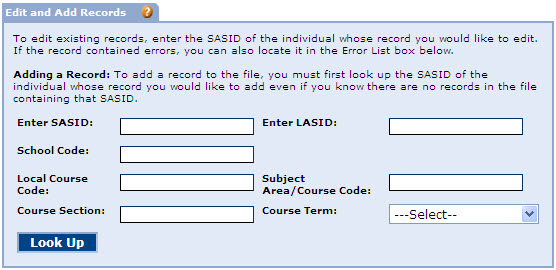 Edit and Add Records ?
To edit existing records, enter the SASID of the individual whose record you would like to edit.
If the record contained errors, you can also locate it in the Error List box below.
Adding a Record: To add a record to the file, you must first look up the SASID of the
individual whose record you would like to add even if you know there are no records in the file
containing that SASID.
Enter SASID: Enter LASID:
School Code:
Local Course Subject
Code: Area/Course Code:
Course Section: Course Term: ---Select--
Look Up